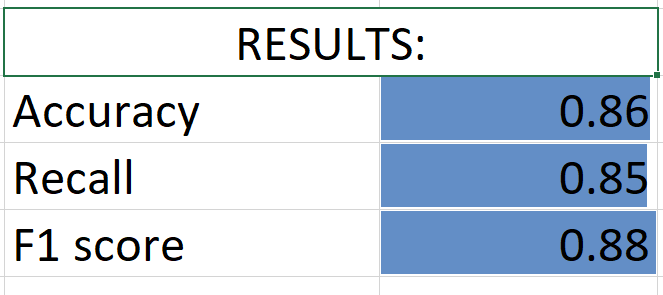 RESULTS:
Accuracy 0.86
Recall 0.85
F1 score 0.88